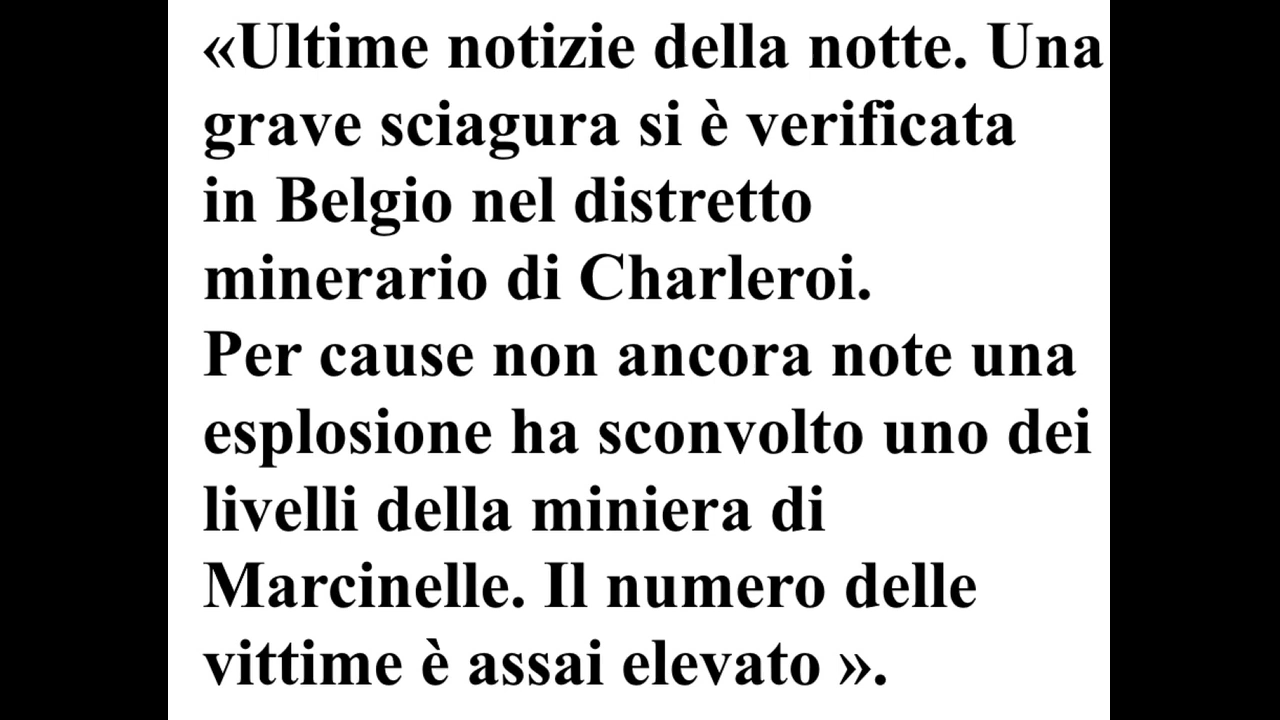 «Ultime notizie della notte. Una
grave sciagura si è verificata
in Belgio nel distretto
minerario di Charleroi.
Per cause non ancora note una
esplosione ha sconvolto uno dei
livelli della miniera di
Marcinelle. Il numero delle
vittime è assai elevato ».